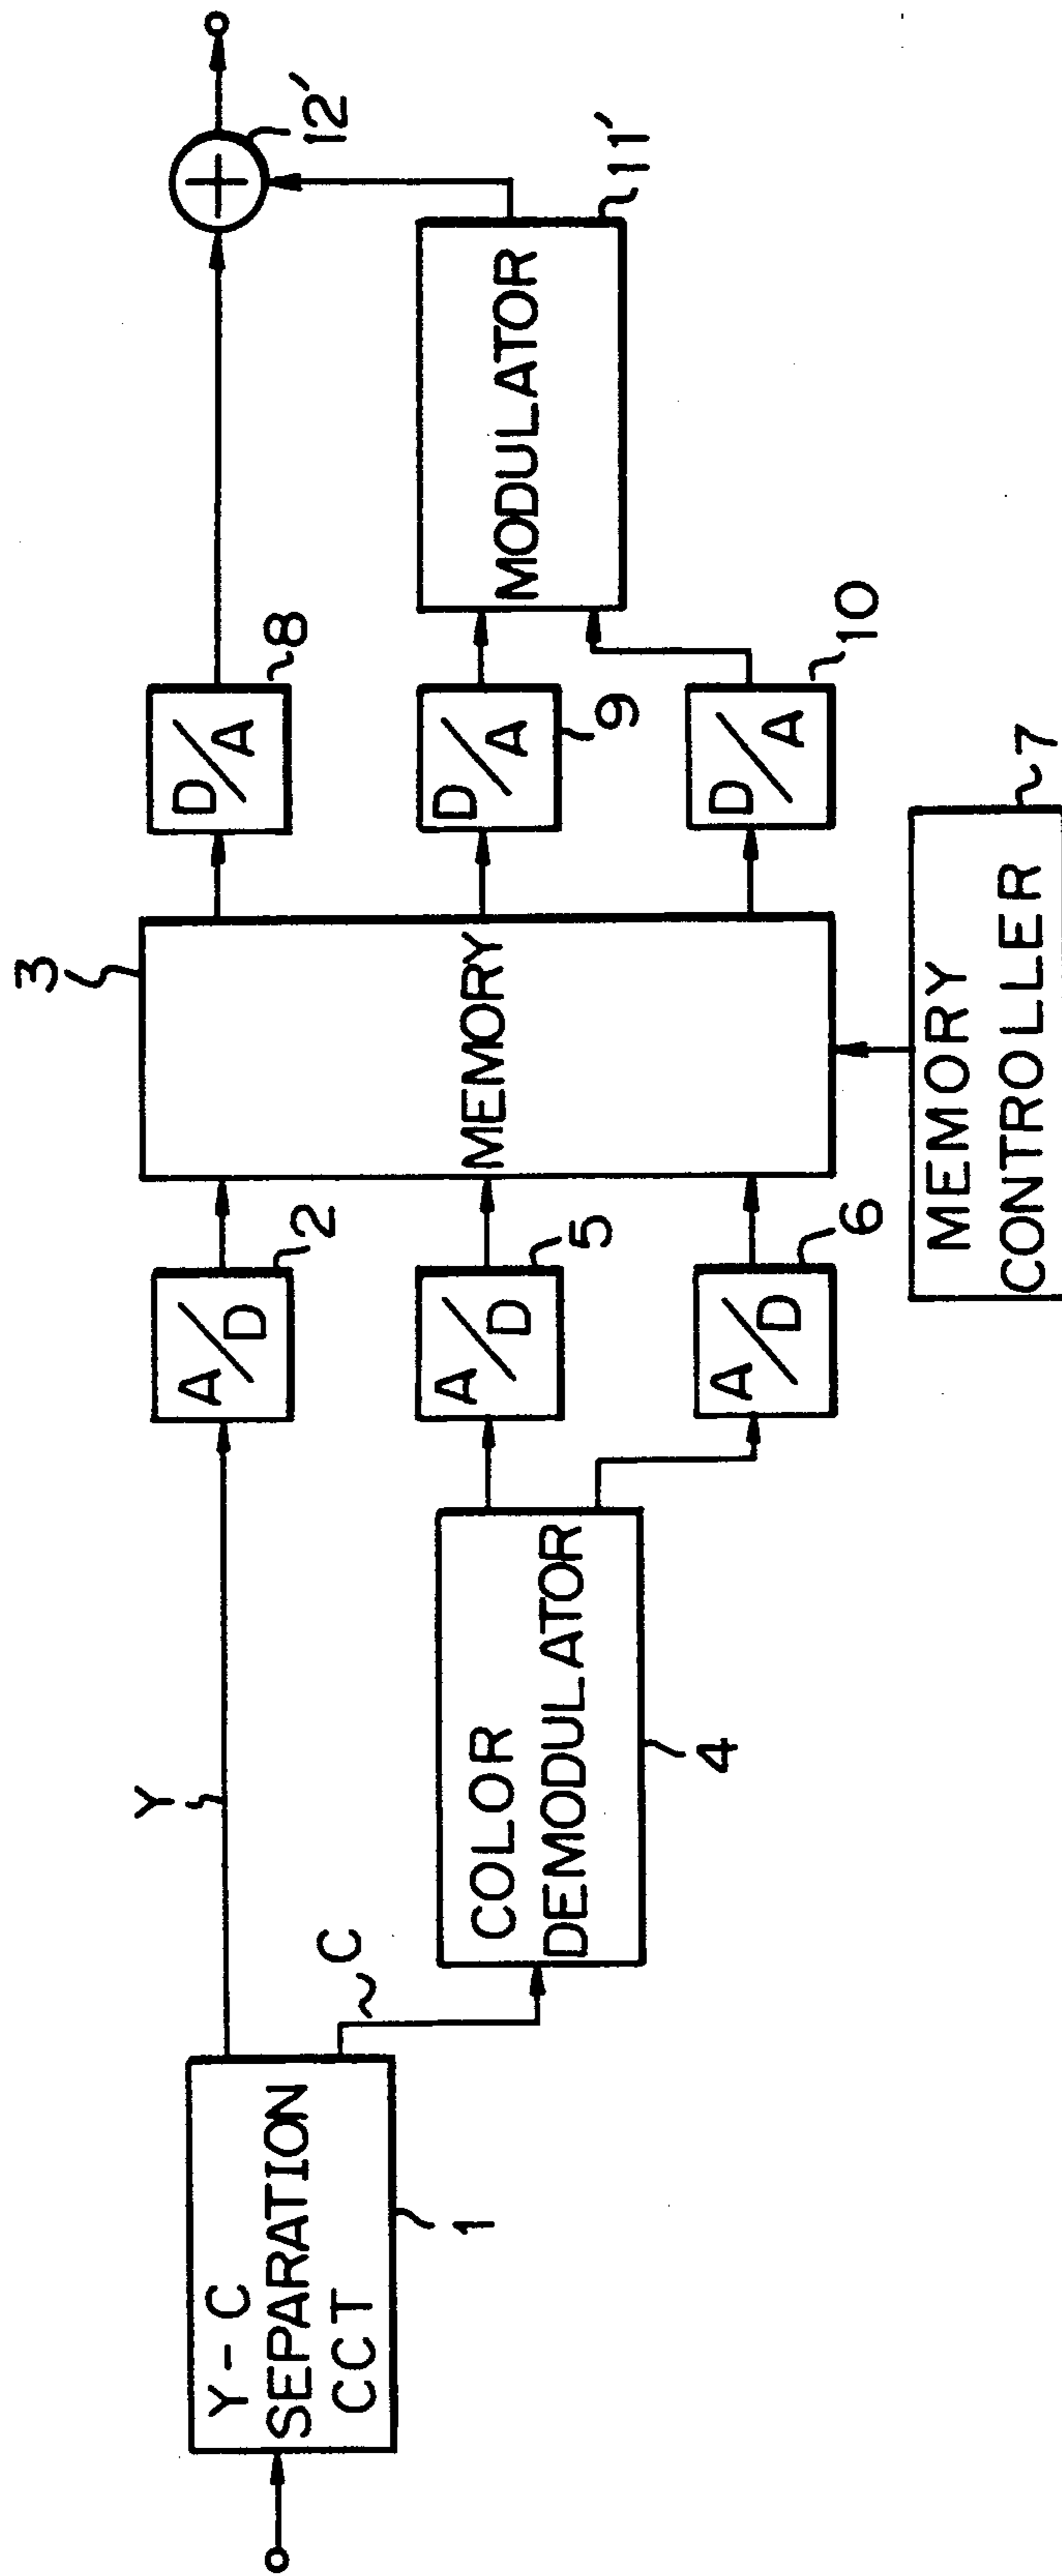 Y-C
SEPARATION
CCT
1
Y
C
COLOR
DEMODULATOR
4
A/D
2
A/D
5
A/D
6
3
MEMORY
MEMORY
CONTROLLER
7
D/A
8
D/A
9
D/A
10
MODULATOR
11'
12'
+